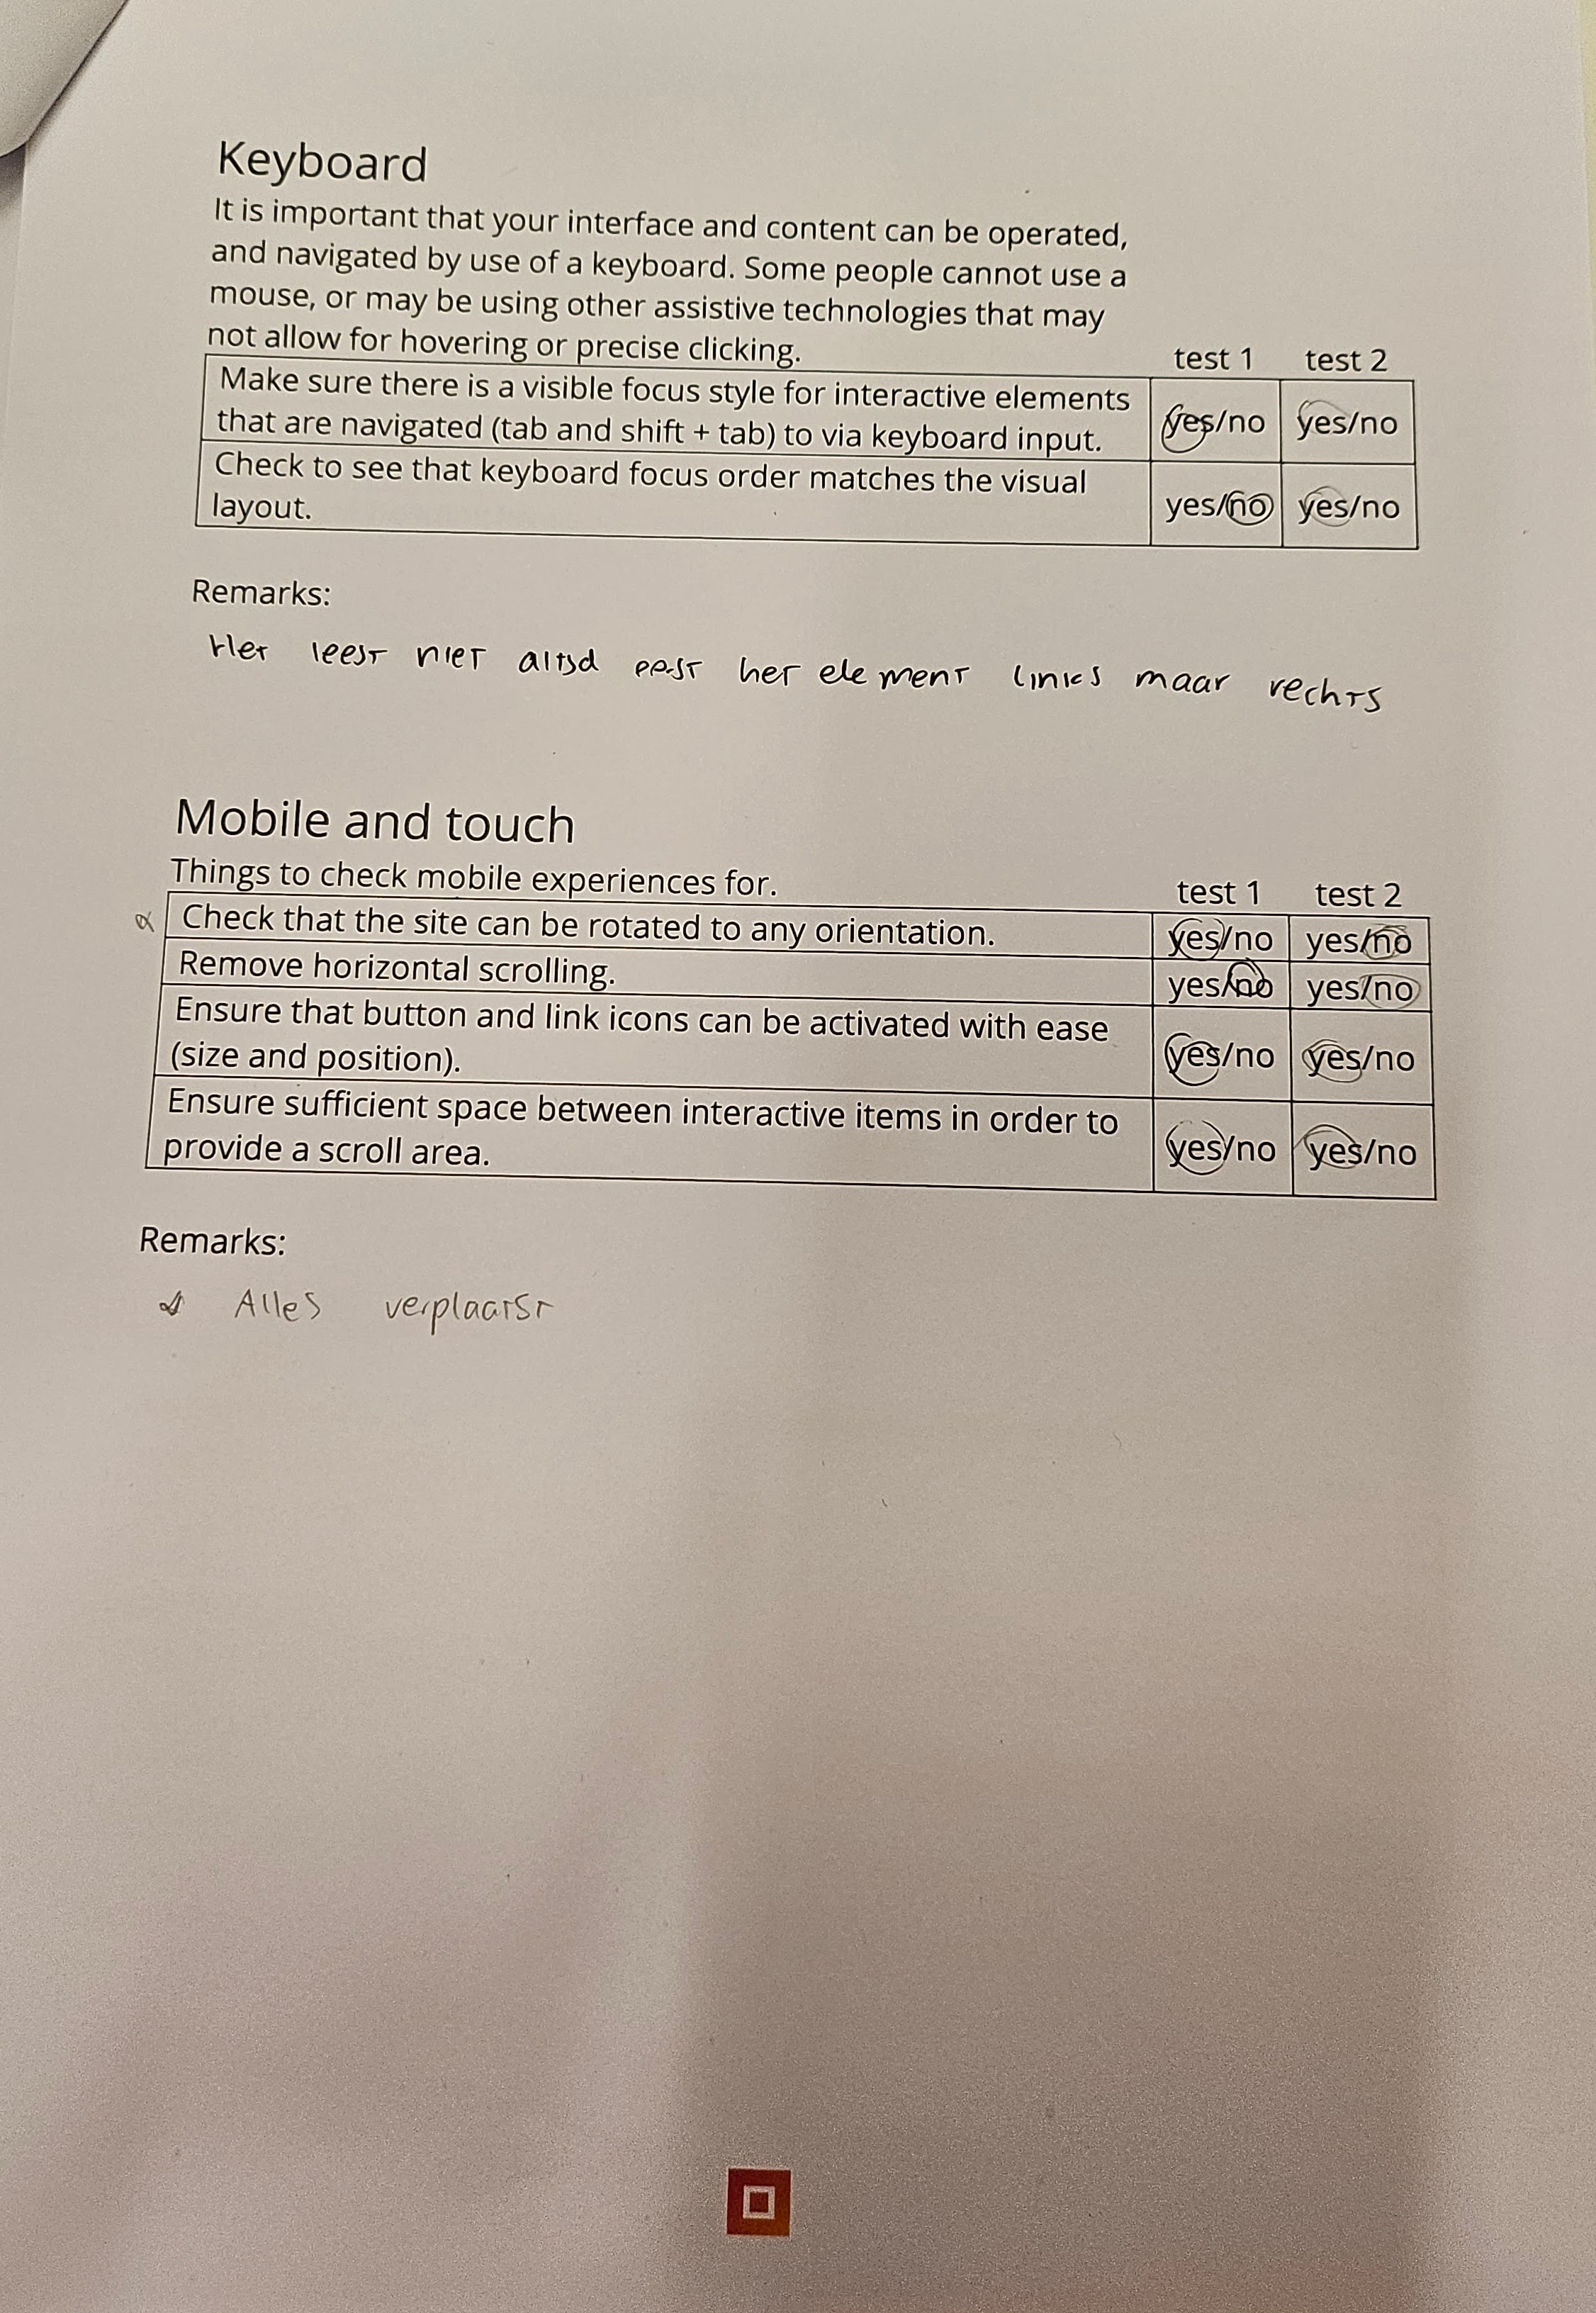 Keyboard
It is important that your interface and content can be operated,
and navigated by use of a keyboard. Some people cannot use a
mouse, or may be using other assistive technologies that may
not allow for hovering or precise clicking.
test 1 test 2
Make sure there is a visible focus style for interactive elements
that are navigated (tab and shift + tab) to via keyboard input.
yes/no yes/no
Check to see that keyboard focus order matches the visual
layout.
yes/no yes/no
Remarks:
Het leest niet altijd eerst het element links maar rechts
Mobile and touch
Things to check mobile experiences for.
test 1 test 2
Check that the site can be rotated to any orientation. yes/no yes/no
Remove horizontal scrolling. yes/no yes/no
Ensure that button and link icons can be activated with ease
(size and position).
yes/no yes/no
Ensure sufficient space between interactive items in order to
provide a scroll area.
yes/no yes/no
Remarks:
Alles verplaatst